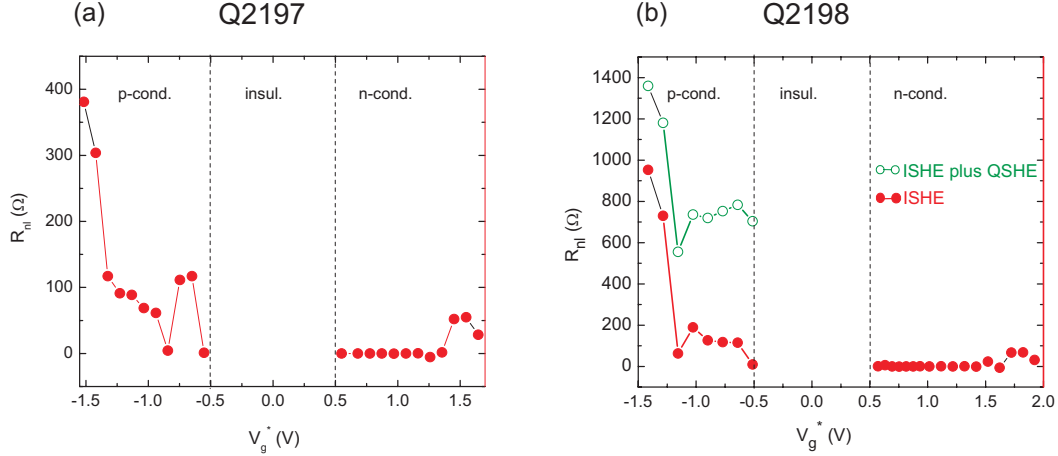 (a) Q2197
400
300
200
100
0
R_nl (Ω)
p-cond. insul. n-cond.
-1.5 -1.0 -0.5 0.0 0.5 1.0 1.5
V_g^* (V)
(b) Q2198
1400
1200
1000
800
600
400
200
0
R_nl (Ω)
p-cond. insul. n-cond.
ISHE plus QSHE
ISHE
-1.5 -1.0 -0.5 0.0 0.5 1.0 1.5 2.0
V_g^* (V)